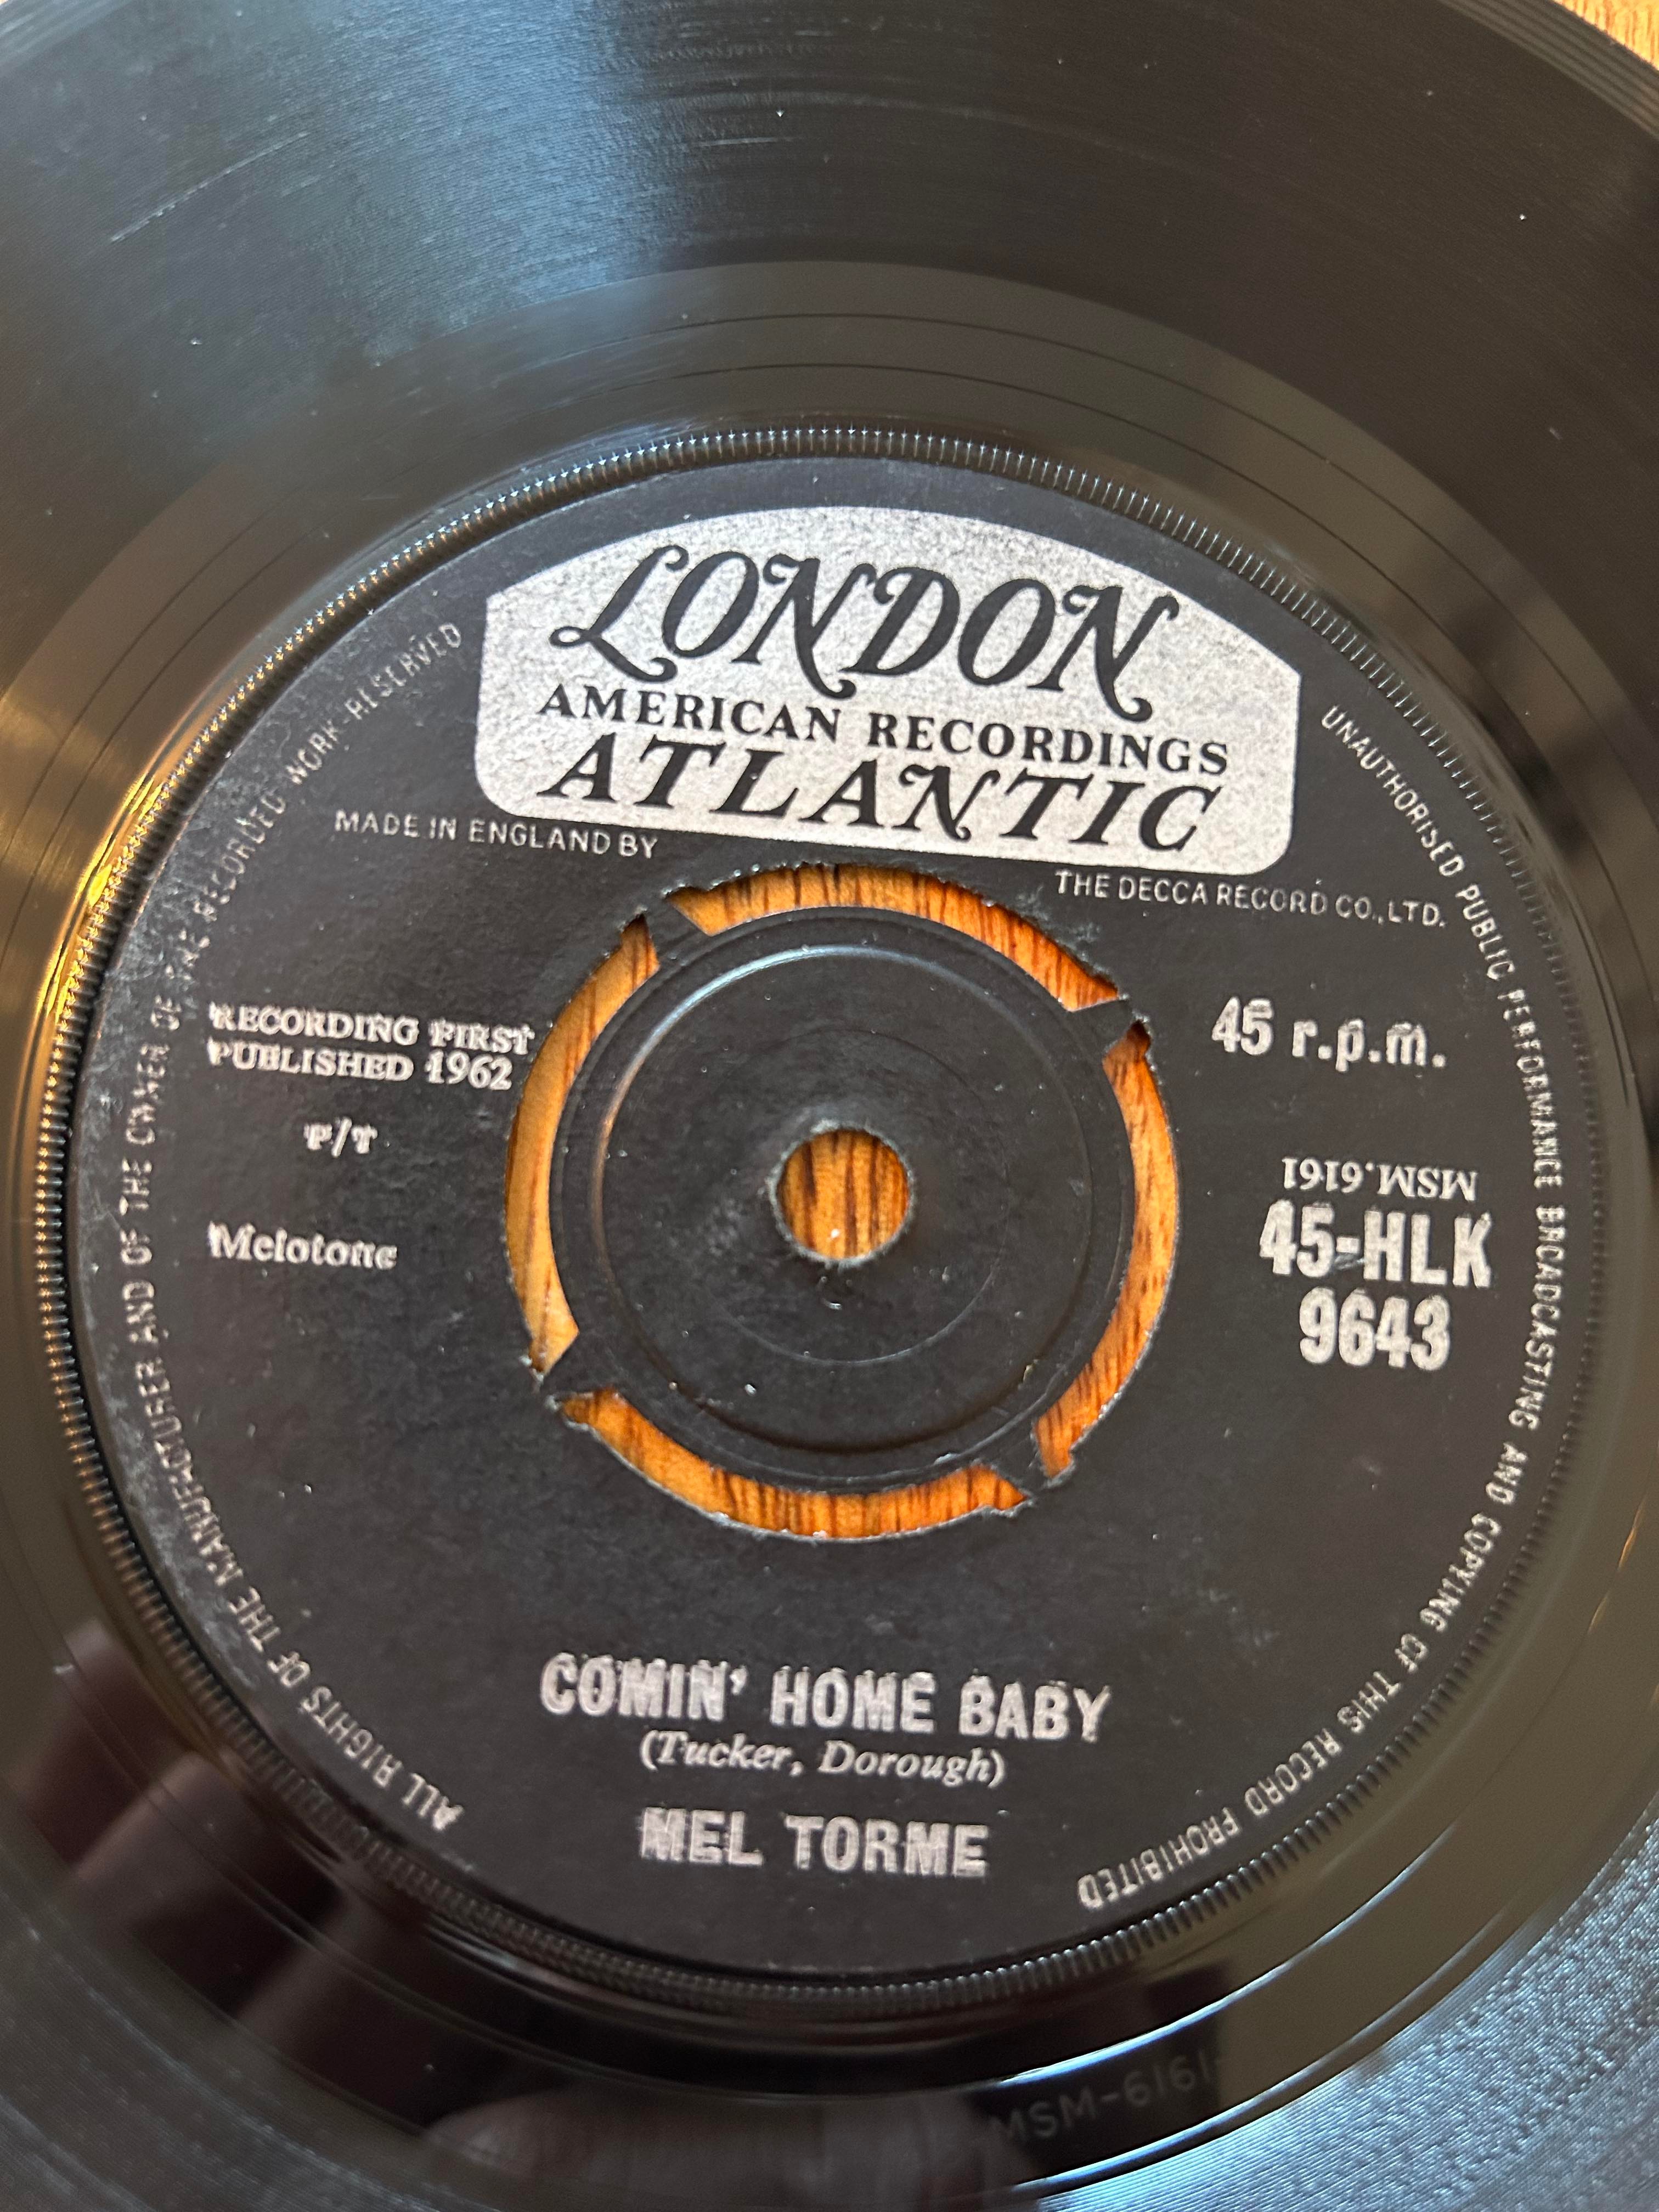 LONDON
AMERICAN RECORDINGS
ATLANTIC
MADE IN ENGLAND BY
THE DECCA RECORD CO., LTD.
RECORDING FIRST
PUBLISHED 1962
F/T
Melotone
45 r.p.m.
MSM.6161
45-HLK
9643
COMIN' HOME BABY
(Tucker, Dorough)
MEL TORME
ALL RIGHTS OF THE MANUFACTURER AND OF THE OWNER OF THE RECORDED WORK RESERVED
UNAUTHORISED PUBLIC PERFORMANCE BROADCASTING AND COPYING OF THIS RECORD PROHIBITED
MSM-6161